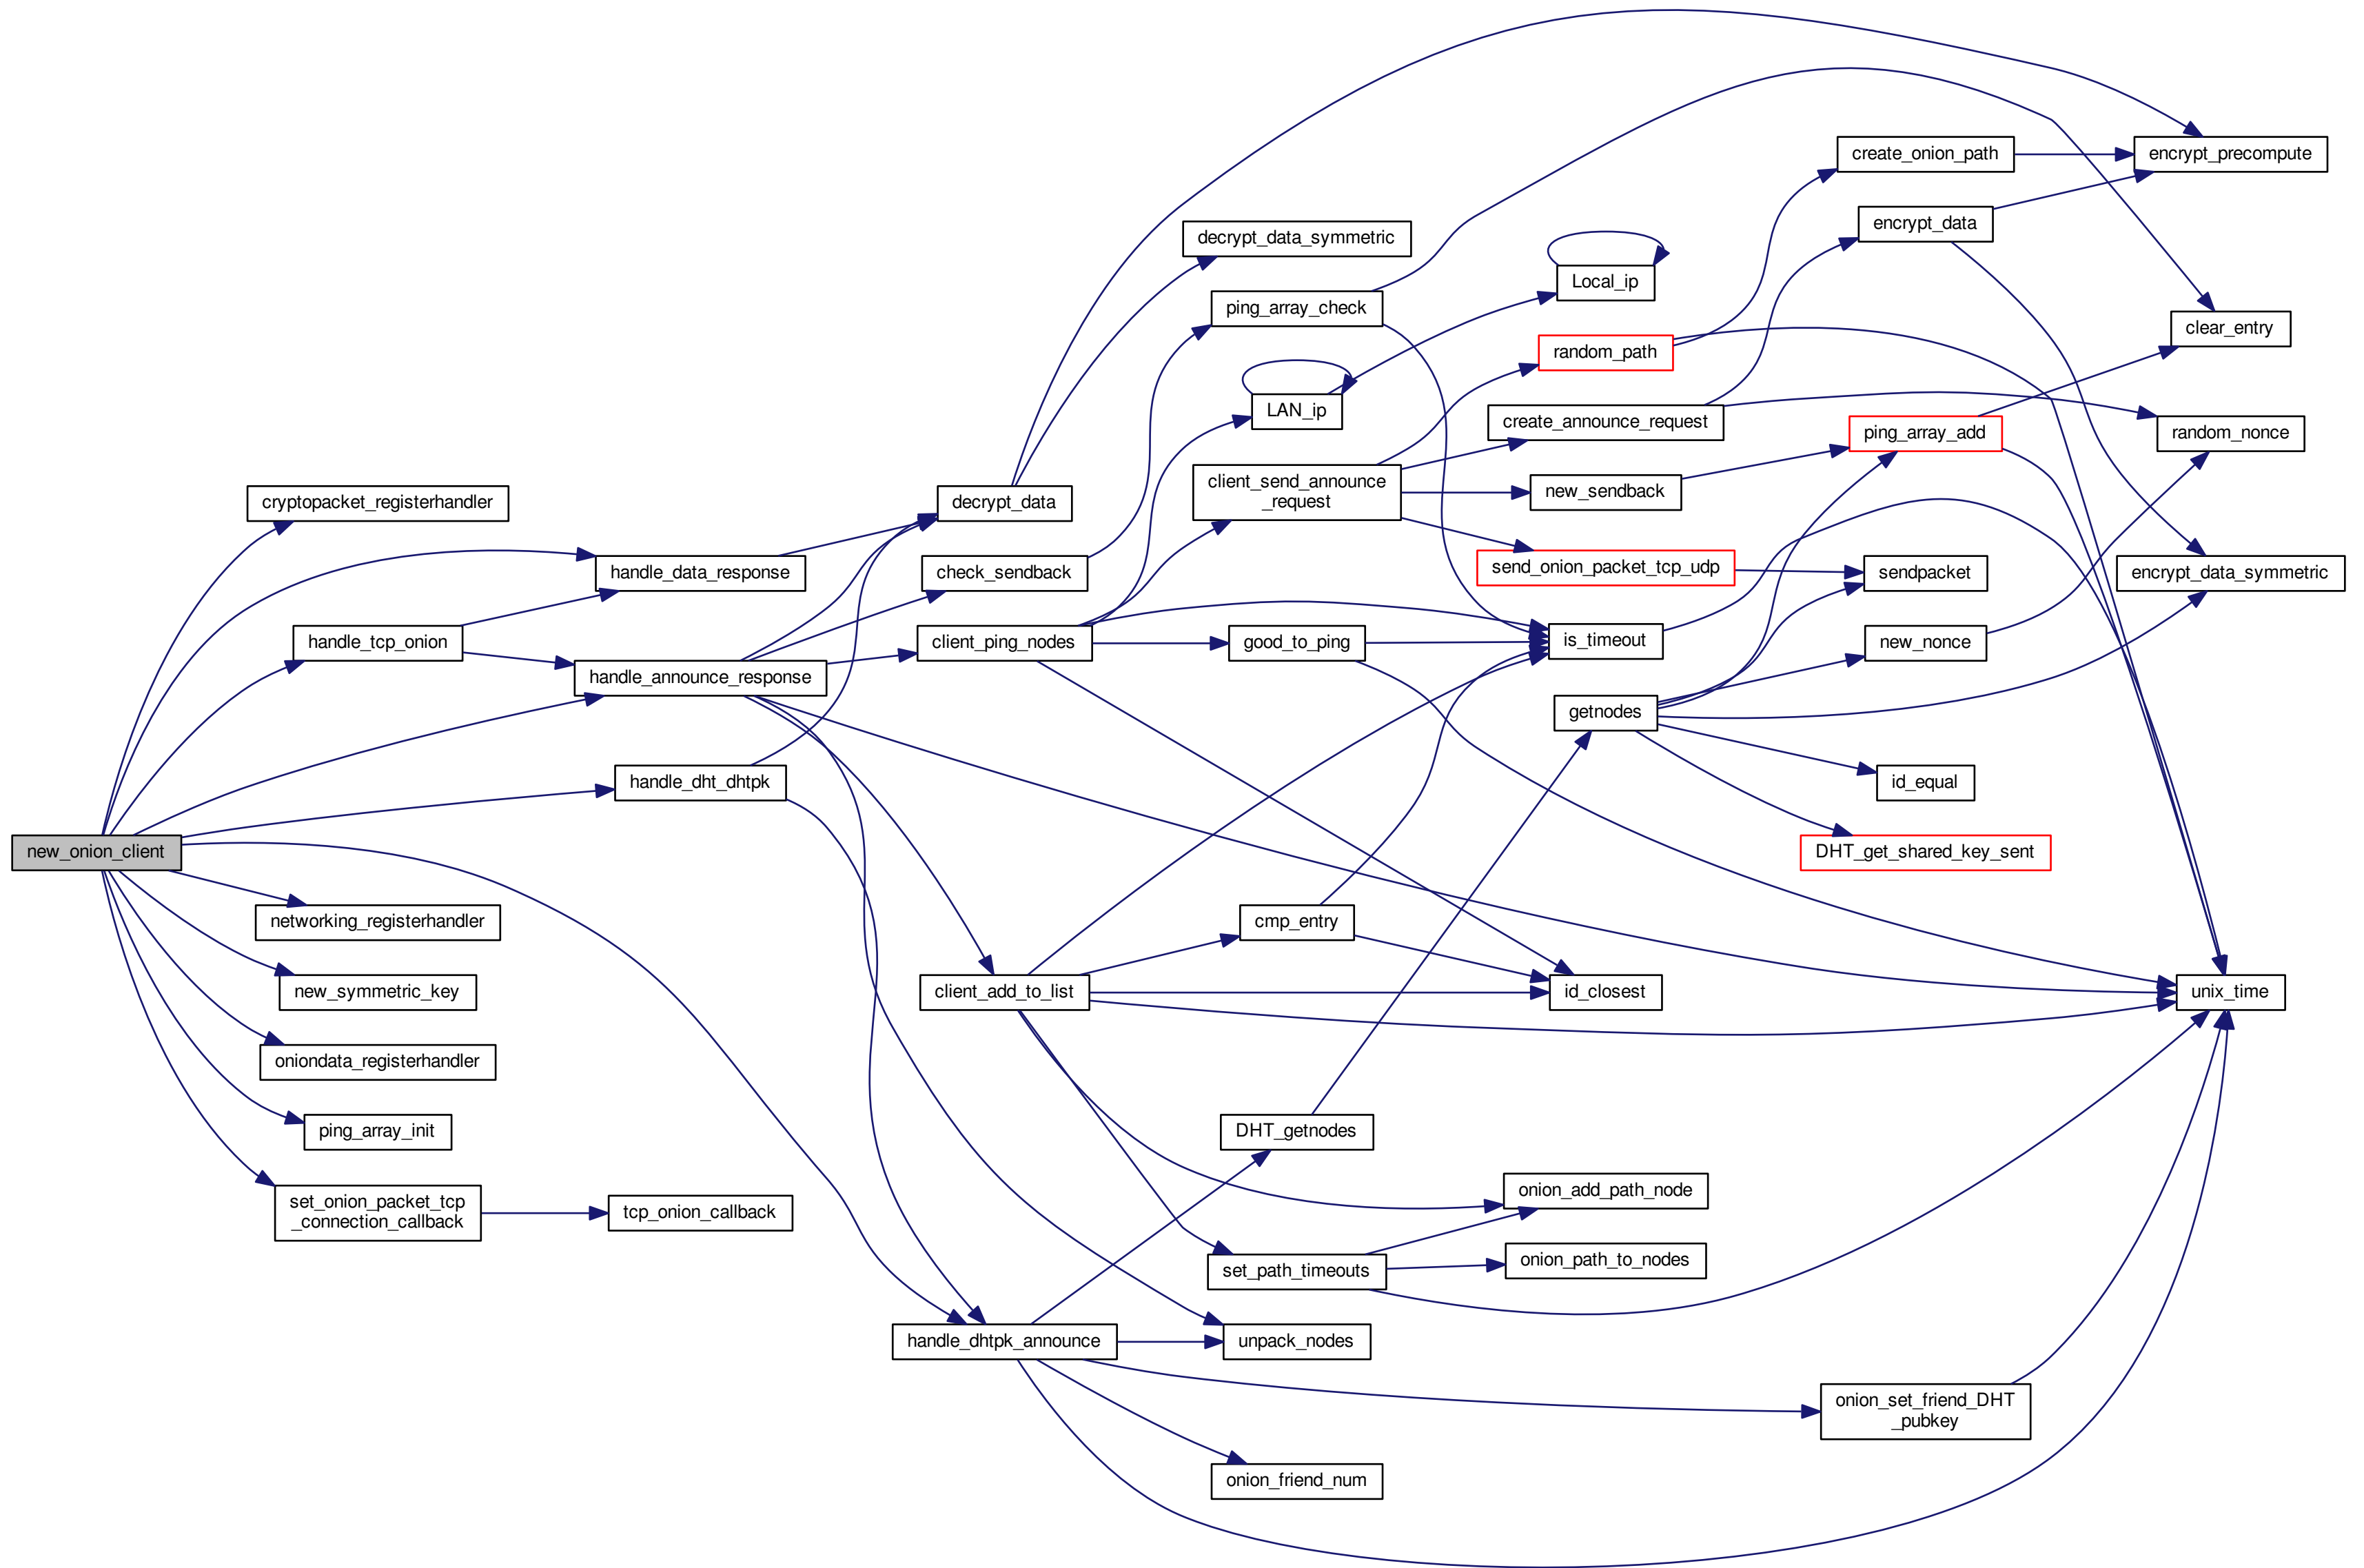 create_onion_path
encrypt_precompute
encrypt_data
decrypt_data_symmetric
Local_ip
ping_array_check
clear_entry
random_path
LAN_ip
create_announce_request
ping_array_add
random_nonce
client_send_announce
_request
new_sendback
cryptopacket_registerhandler
decrypt_data
send_onion_packet_tcp_udp
sendpacket
encrypt_data_symmetric
handle_data_response
check_sendback
handle_tcp_onion
client_ping_nodes
good_to_ping
is_timeout
new_nonce
handle_announce_response
getnodes
handle_dht_dhtpk
id_equal
new_onion_client
DHT_get_shared_key_sent
networking_registerhandler
cmp_entry
new_symmetric_key
client_add_to_list
id_closest
unix_time
oniondata_registerhandler
ping_array_init
DHT_getnodes
set_onion_packet_tcp
_connection_callback
tcp_onion_callback
onion_add_path_node
set_path_timeouts
onion_path_to_nodes
handle_dhtpk_announce
unpack_nodes
onion_set_friend_DHT
_pubkey
onion_friend_num